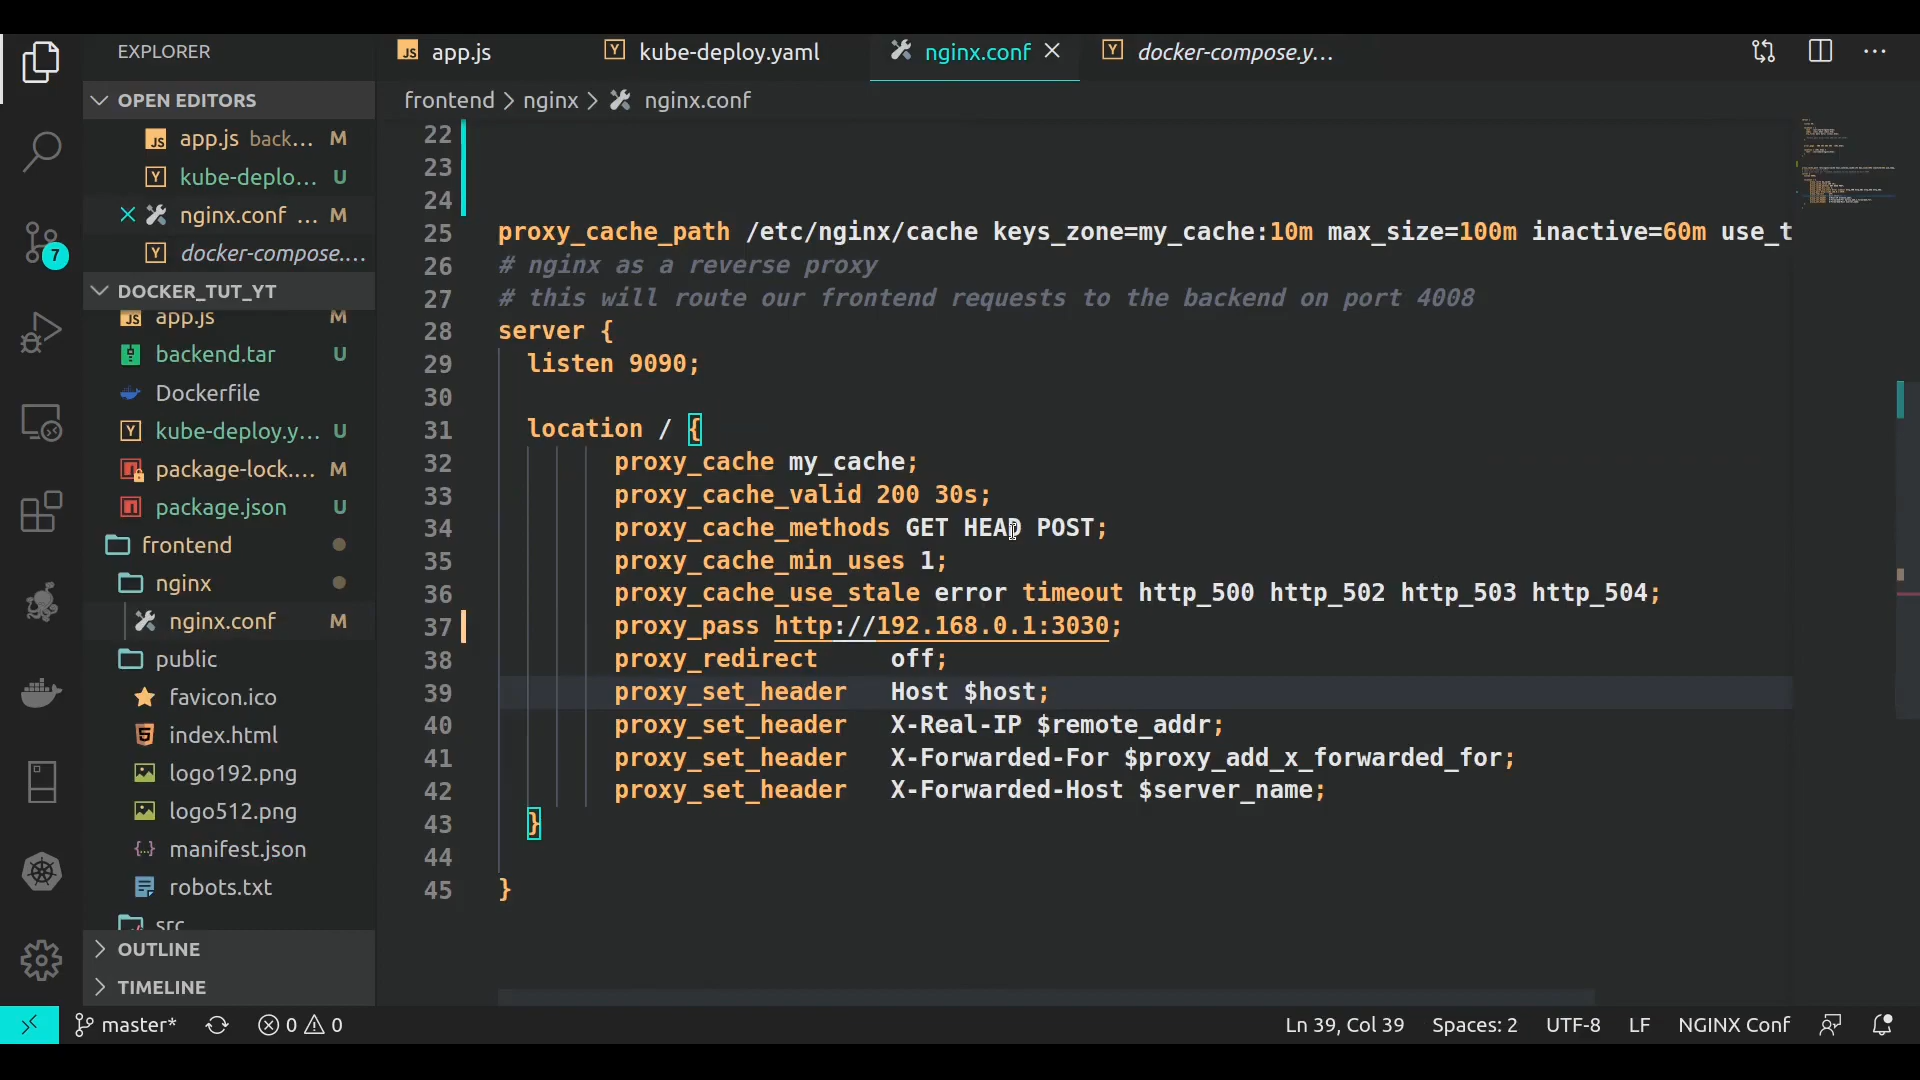 EXPLORER
OPEN EDITORS
app.js back... M
kube-deplo... U
nginx.conf ... M
docker-compose....
7
DOCKER_TUT_YT
app.js M
backend.tar U
Dockerfile
kube-deploy.y... U
package-lock.... M
package.json U
frontend
nginx
nginx.conf M
public
favicon.ico
index.html
logo192.png
logo512.png
manifest.json
robots.txt
src
OUTLINE
TIMELINE
app.js kube-deploy.yaml nginx.conf docker-compose.y...
frontend > nginx > nginx.conf
22
23
24
25 proxy_cache_path /etc/nginx/cache keys_zone=my_cache:10m max_size=100m inactive=60m use_t
26 # nginx as a reverse proxy
27 # this will route our frontend requests to the backend on port 4008
28 server {
29 listen 9090;
30
31 location / {
32 proxy_cache my_cache;
33 proxy_cache_valid 200 30s;
34 proxy_cache_methods GET HEAD POST;
35 proxy_cache_min_uses 1;
36 proxy_cache_use_stale error timeout http_500 http_502 http_503 http_504;
37 proxy_pass http://192.168.0.1:3030;
38 proxy_redirect off;
39 proxy_set_header Host $host;
40 proxy_set_header X-Real-IP $remote_addr;
41 proxy_set_header X-Forwarded-For $proxy_add_x_forwarded_for;
42 proxy_set_header X-Forwarded-Host $server_name;
43 }
44
45 }
master* 0 0 Ln 39, Col 39 Spaces: 2 UTF-8 LF NGINX Conf